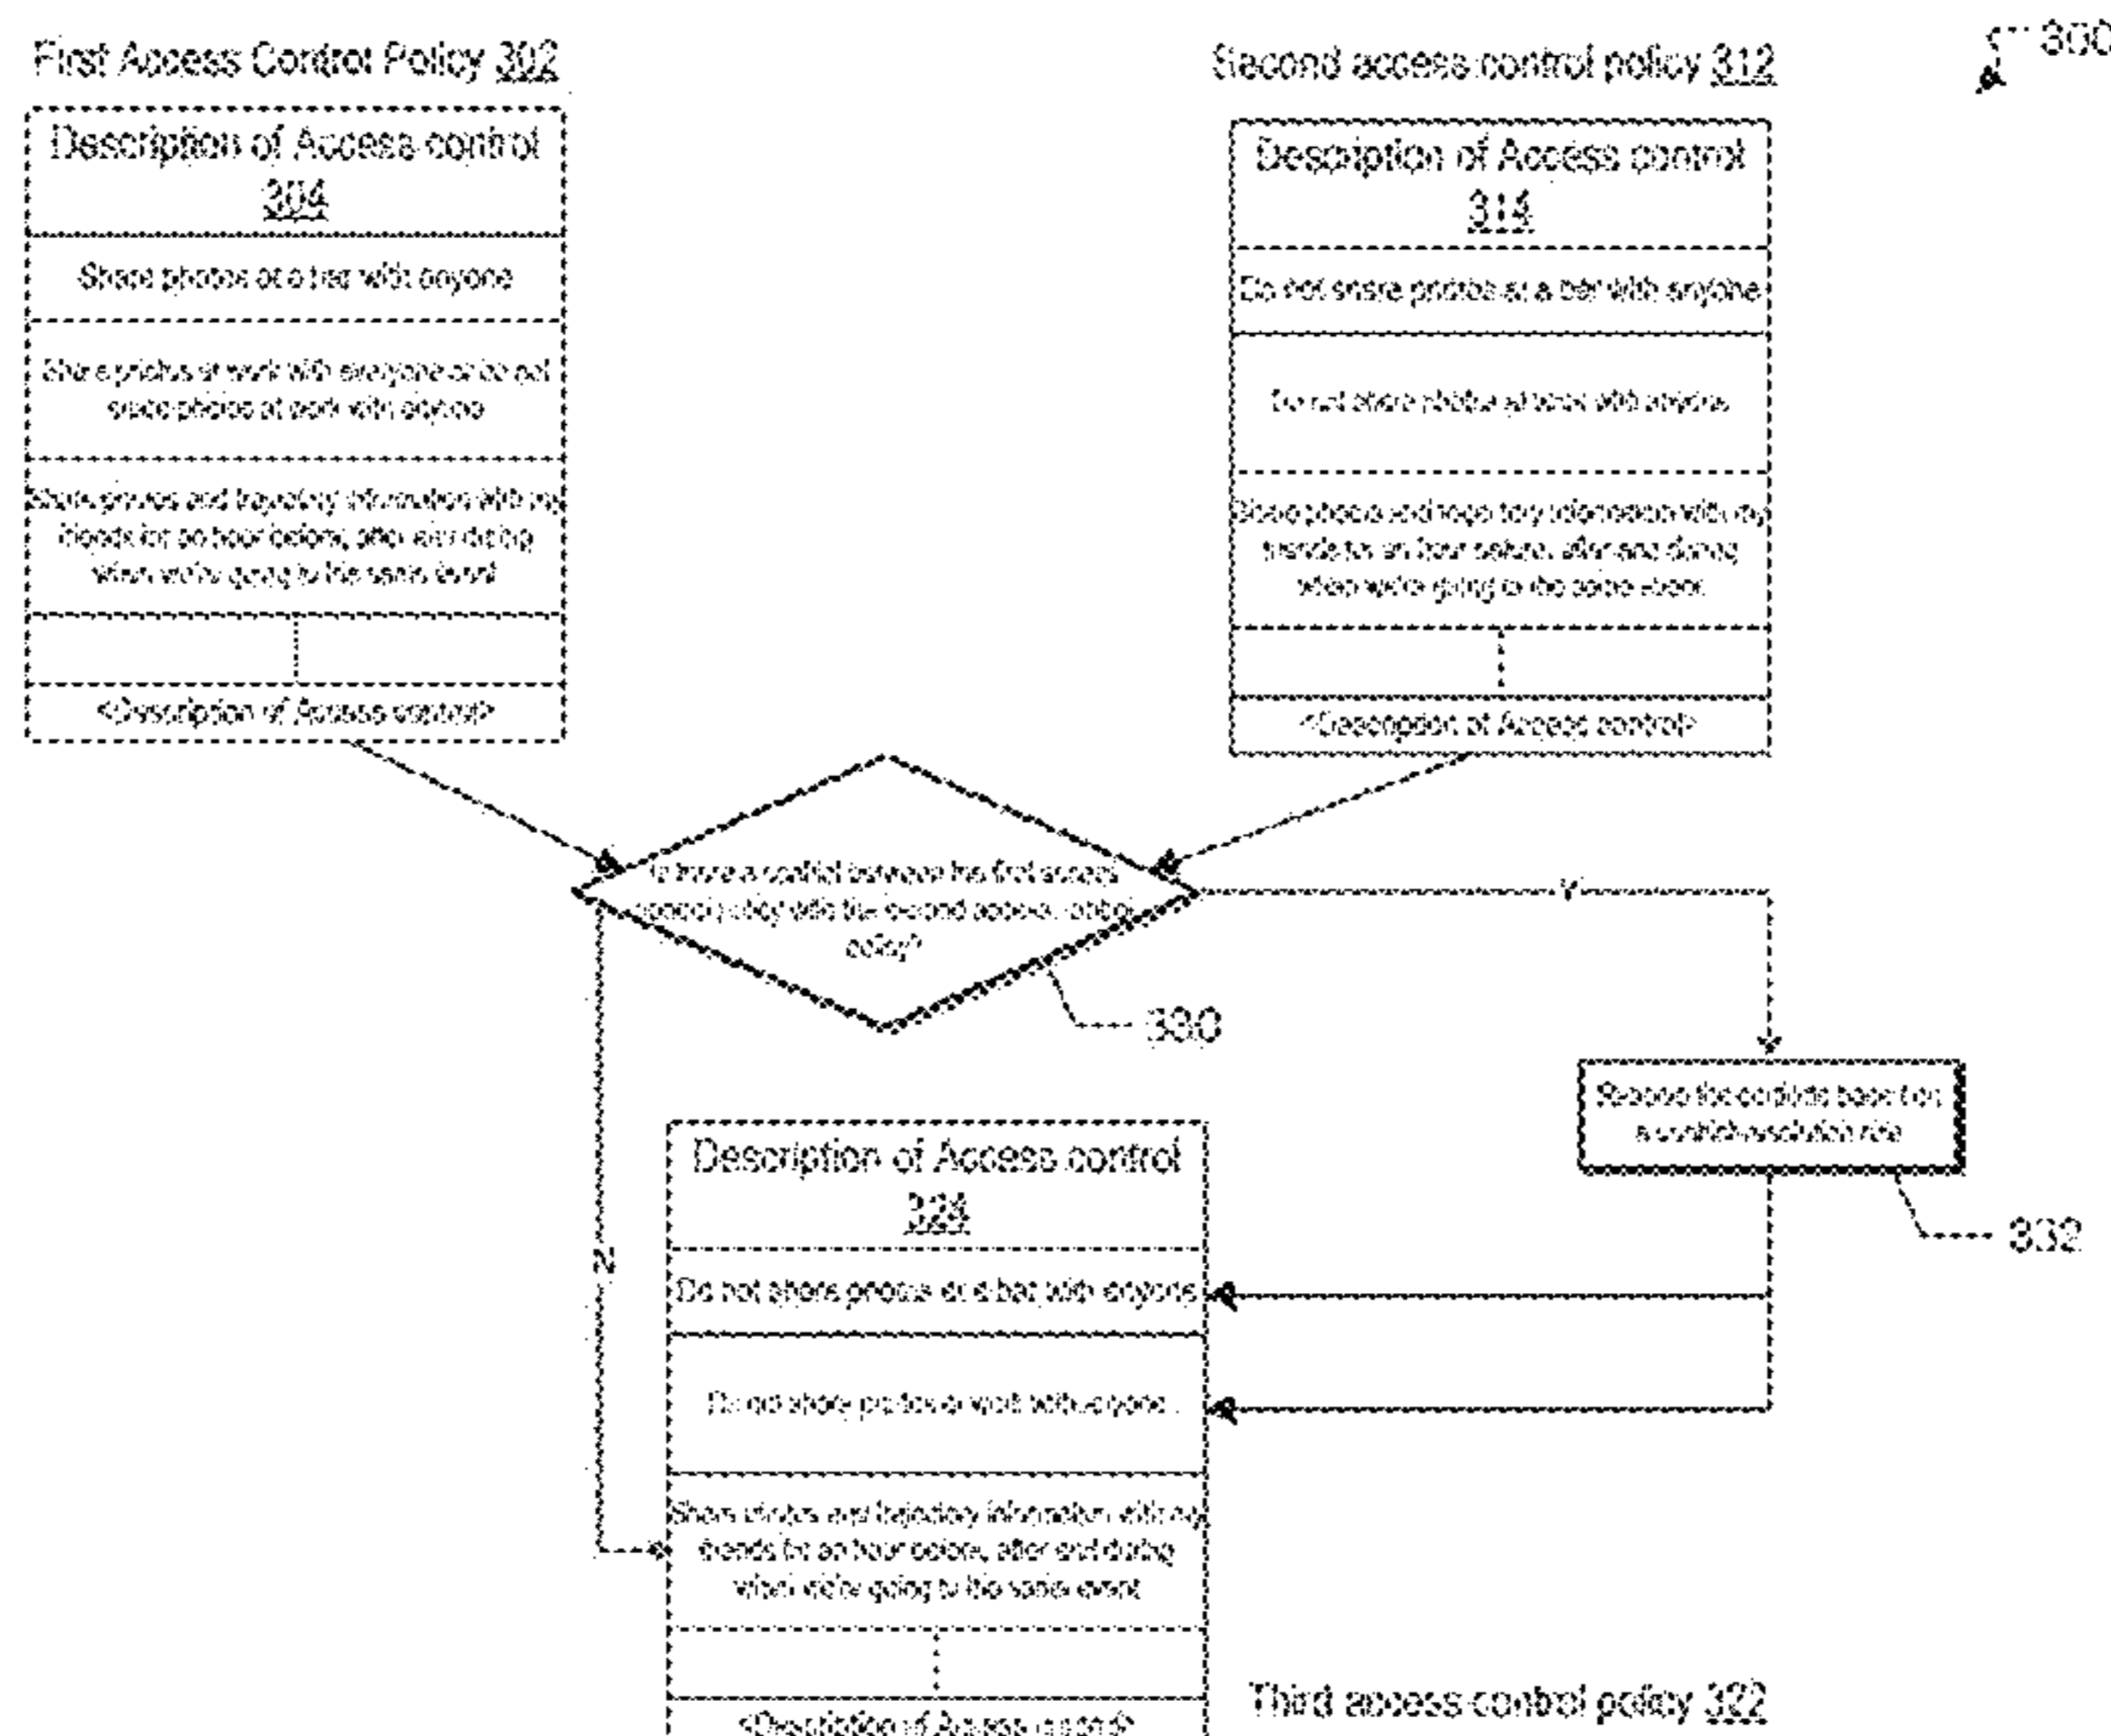 300
First Access Control Policy 302
Description of Access control
304
Share photos at a bar with anyone
Share photos at work with everyone or do not
share photos at work with anyone
Share photos and trajectory information with my
friends for an hour before, after and during
when we're going to the same event
<Description of Access control>
Second access control policy 312
Description of Access control
314
Do not share photos at a bar with anyone
Do not share photos at work with anyone
Share photos and trajectory information with my
friends for an hour before, after and during
when we're going to the same event
<Description of Access control>
Is there a conflict between the first access
control policy with the second access control
policy?
330
Y
N
conflicts based on
a conflict-resolution rule
332
Description of Access control
324
Do not share photos at a bar with anyone
Do not share photos at work with anyone
Share photos and trajectory information with my
friends for an hour before, after and during
when we're going to the same event
<Description of Access control>
Third access control policy 322